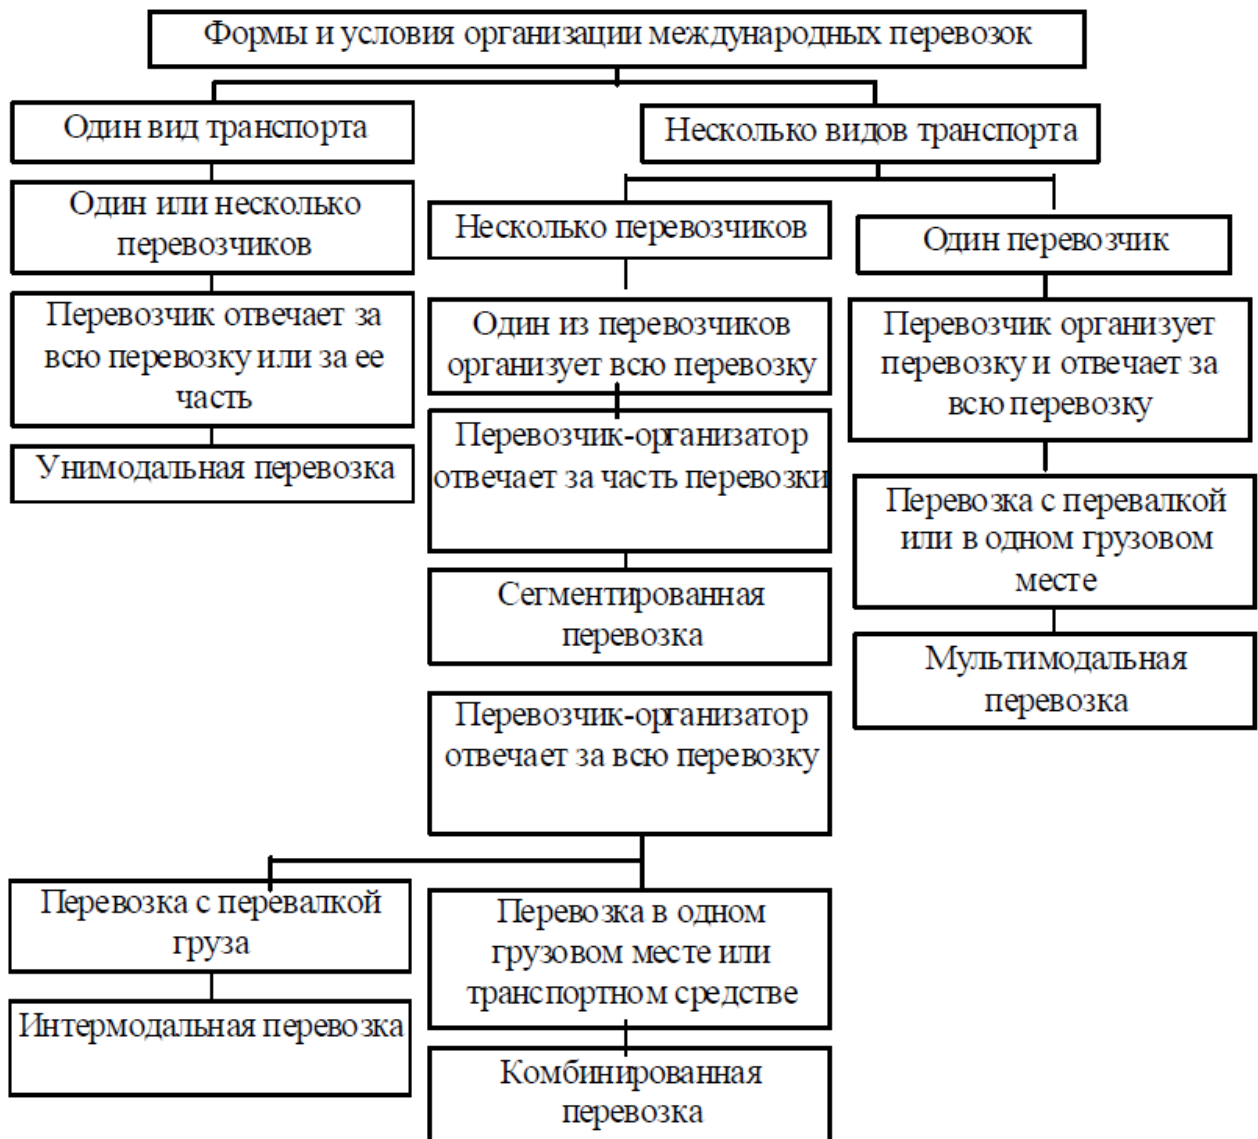 Формы и условия организации международных перевозок
Один вид транспорта
Несколько видов транспорта
Один или несколько
перевозчиков
Несколько перевозчиков
Один перевозчик
Перевозчик отвечает за
всю перевозку или за ее
часть
Один из перевозчиков
организует всю перевозку
Перевозчик организует
перевозку и отвечает за
всю перевозку
Унимодальная перевозка
Перевозчик-организатор
отвечает за часть перевозки
Перевозка с перевалкой
или в одном грузовом
месте
Сегментированная
перевозка
Мультимодальная
перевозка
Перевозчик-организатор
отвечает за всю перевозку
Перевозка с перевалкой
груза
Перевозка в одном
грузовом месте или
транспортном средстве
Интермодальная перевозка
Комбинированная
перевозка